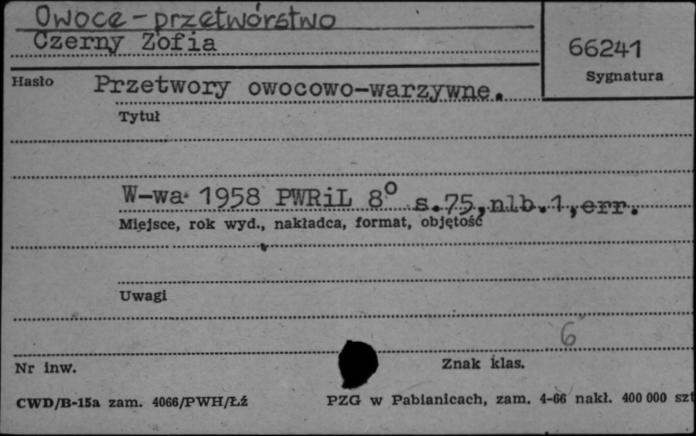 Owoce - przetwórstwo
Czerny Zofia
66241
Sygnatura
Hasło Przetwory owocowo-warzywne.
Tytuł
W-wa 1958 PWRiL 8° s.75,nlb.1,err.
Miejsce, rok wyd., nakładca, format, objętość
Uwagi
6
Nr inw. Znak klas.
CWD/B-15a zam. 4066/PWH/Łź PZG w Pabianicach, zam. 4-66 nakł. 400 000 szt